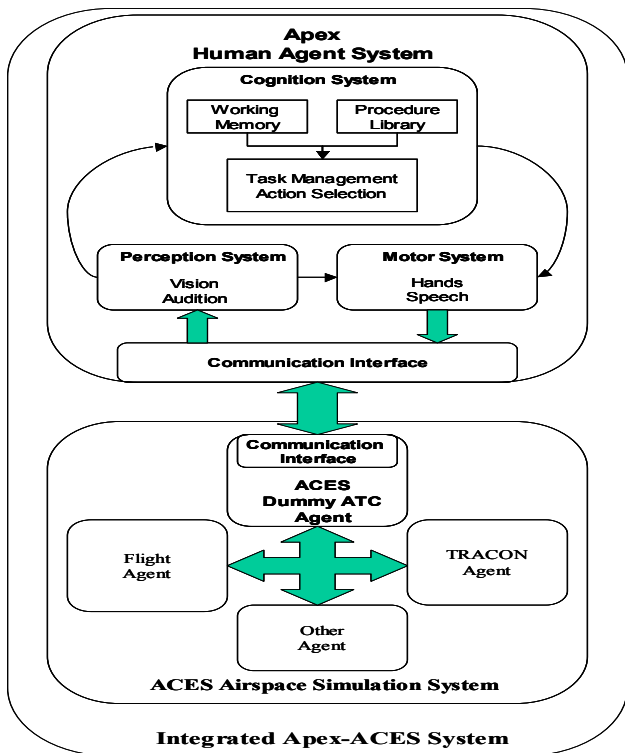 Apex
Human Agent System
Cognition System
Working
Memory
Procedure
Library
Task Management
Action Selection
Perception System
Vision
Audition
Motor System
Hands
Speech
Communication Interface
Communication
Interface
ACES
Dummy ATC
Agent
Flight
Agent
TRACON
Agent
Other
Agent
ACES Airspace Simulation System
Integrated Apex-ACES System